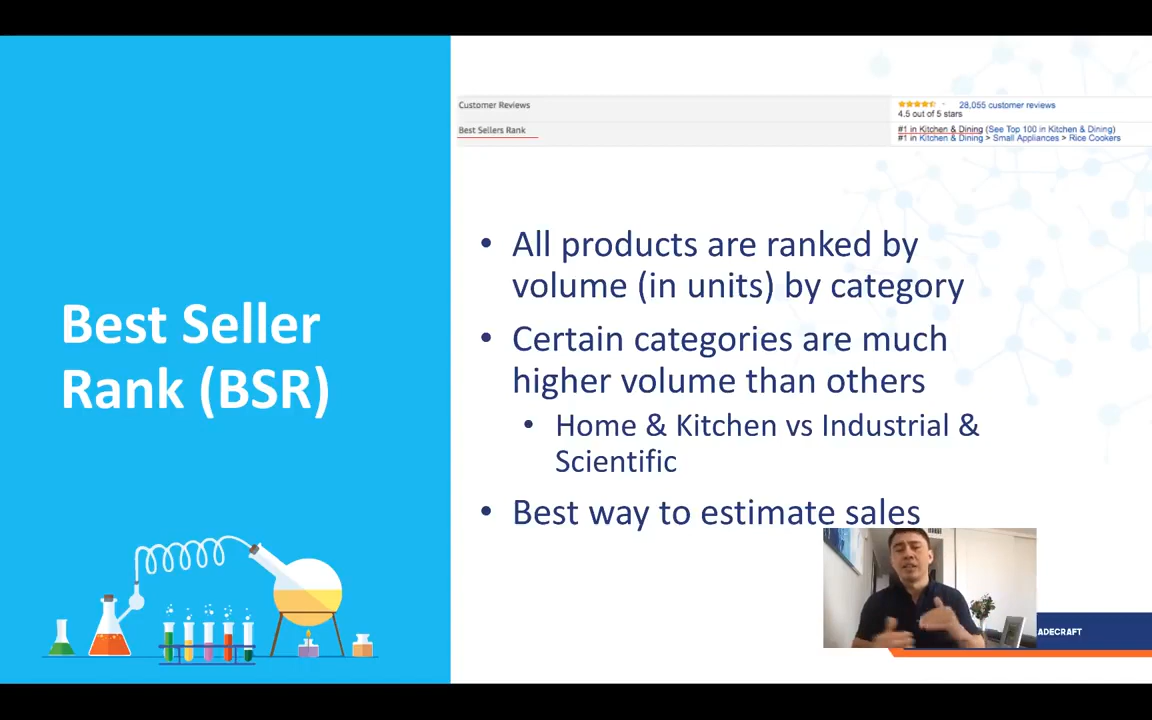 Customer Reviews
28,055 customer reviews
4.5 out of 5 stars
Best Sellers Rank
#1 in Kitchen & Dining (See Top 100 in Kitchen & Dining)
#1 in Kitchen & Dining > Small Appliances > Rice Cookers
Best Seller
Rank (BSR)
• All products are ranked by
volume (in units) by category
• Certain categories are much
higher volume than others
• Home & Kitchen vs Industrial &
Scientific
• Best way to estimate sales
ADECRAFT